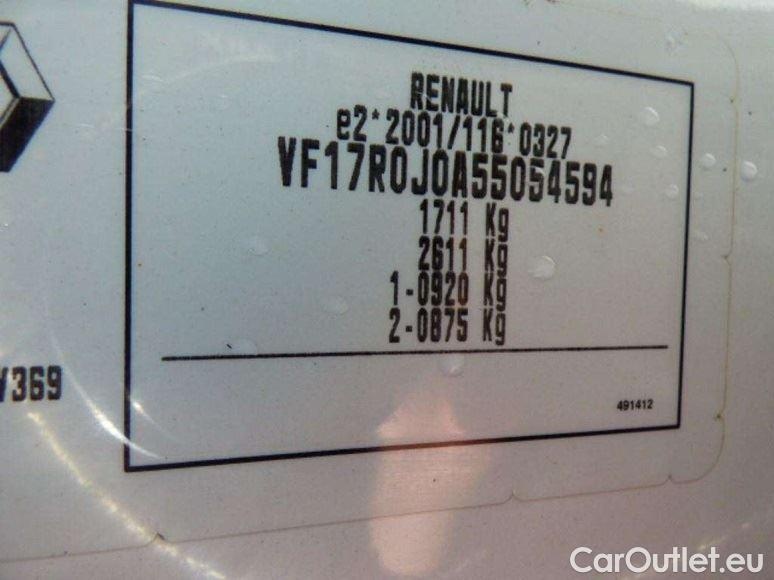 RENAULT
e2*2001/116*0327
VF17R0J0A55054594
1711 Kg
2611 Kg
1-0920 Kg
2-0875 Kg
369
491412
CarOutlet.eu